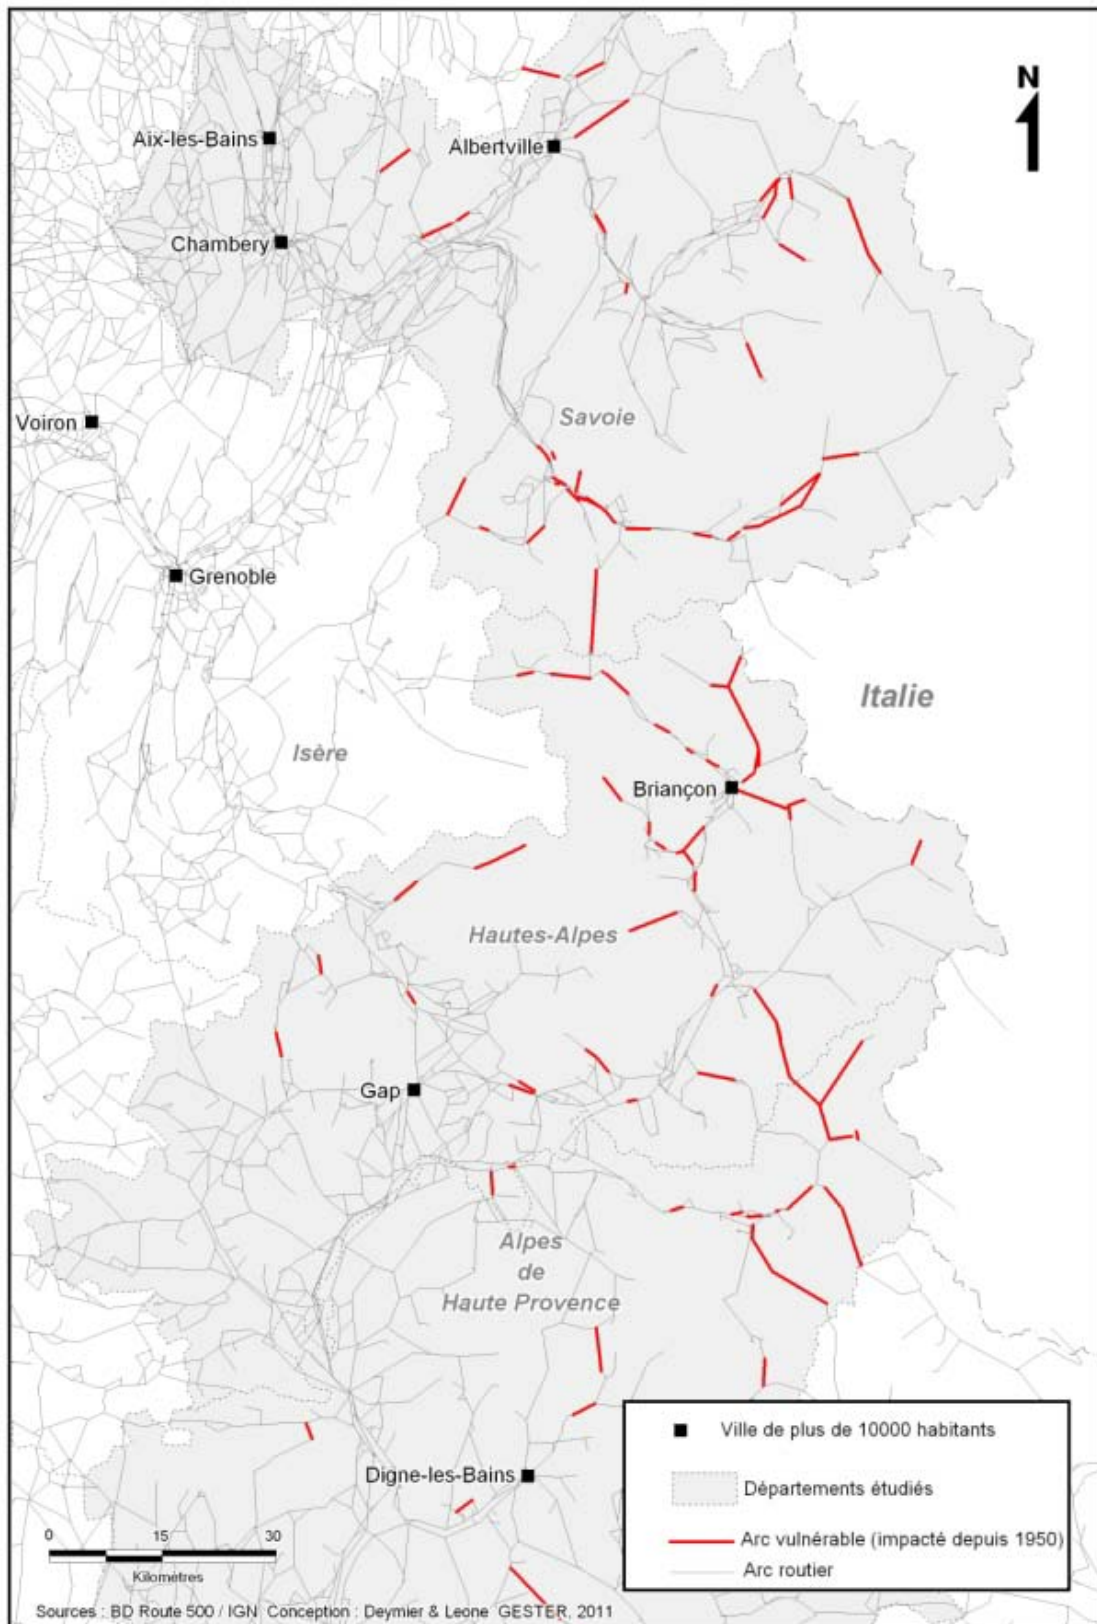 N
Aix-les-Bains
Albertville
Chambery
Voiron
Savoie
Grenoble
Italie
Isère
Briançon
Hautes-Alpes
Gap
Alpes
de
Haute Provence
Digne-les-Bains
Ville de plus de 10000 habitants
Départements étudiés
Arc vulnérable (impacté depuis 1950)
Arc routier
0 15 30
Kilométres
Sources : BD Route 500 / IGN Conception : Deymier & Leone GESTER, 2011